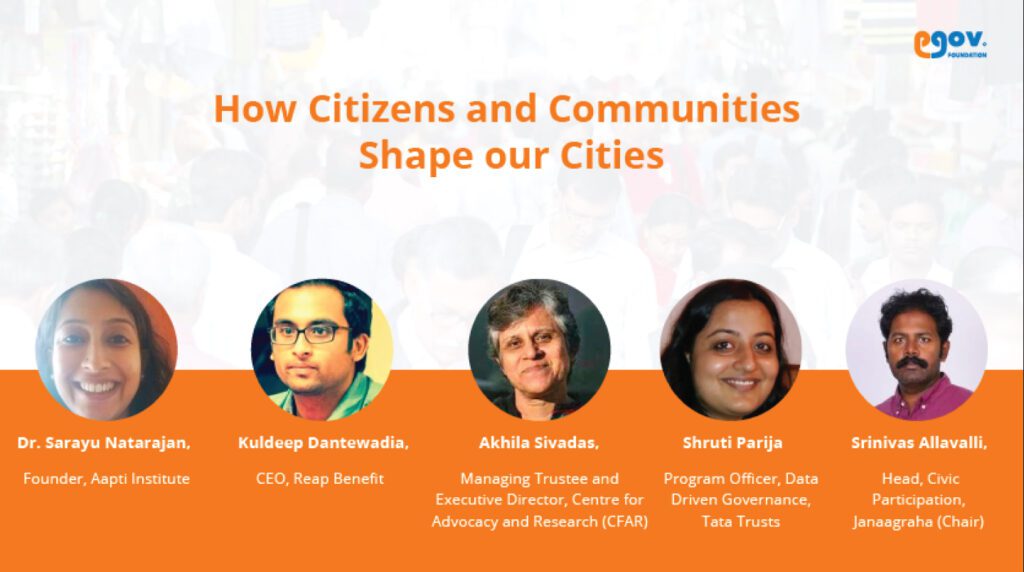 egov.
FOUNDATION
How Citizens and Communities
Shape our Cities
Dr. Sarayu Natarajan,
Founder, Aapti Institute
Kuldeep Dantewadia,
CEO, Reap Benefit
Akhila Sivadas,
Managing Trustee and
Executive Director, Centre for
Advocacy and Research (CFAR)
Shruti Parija
Program Officer, Data
Driven Governance,
Tata Trusts
Srinivas Allavalli,
Head, Civic
Participation,
Janaagraha (Chair)